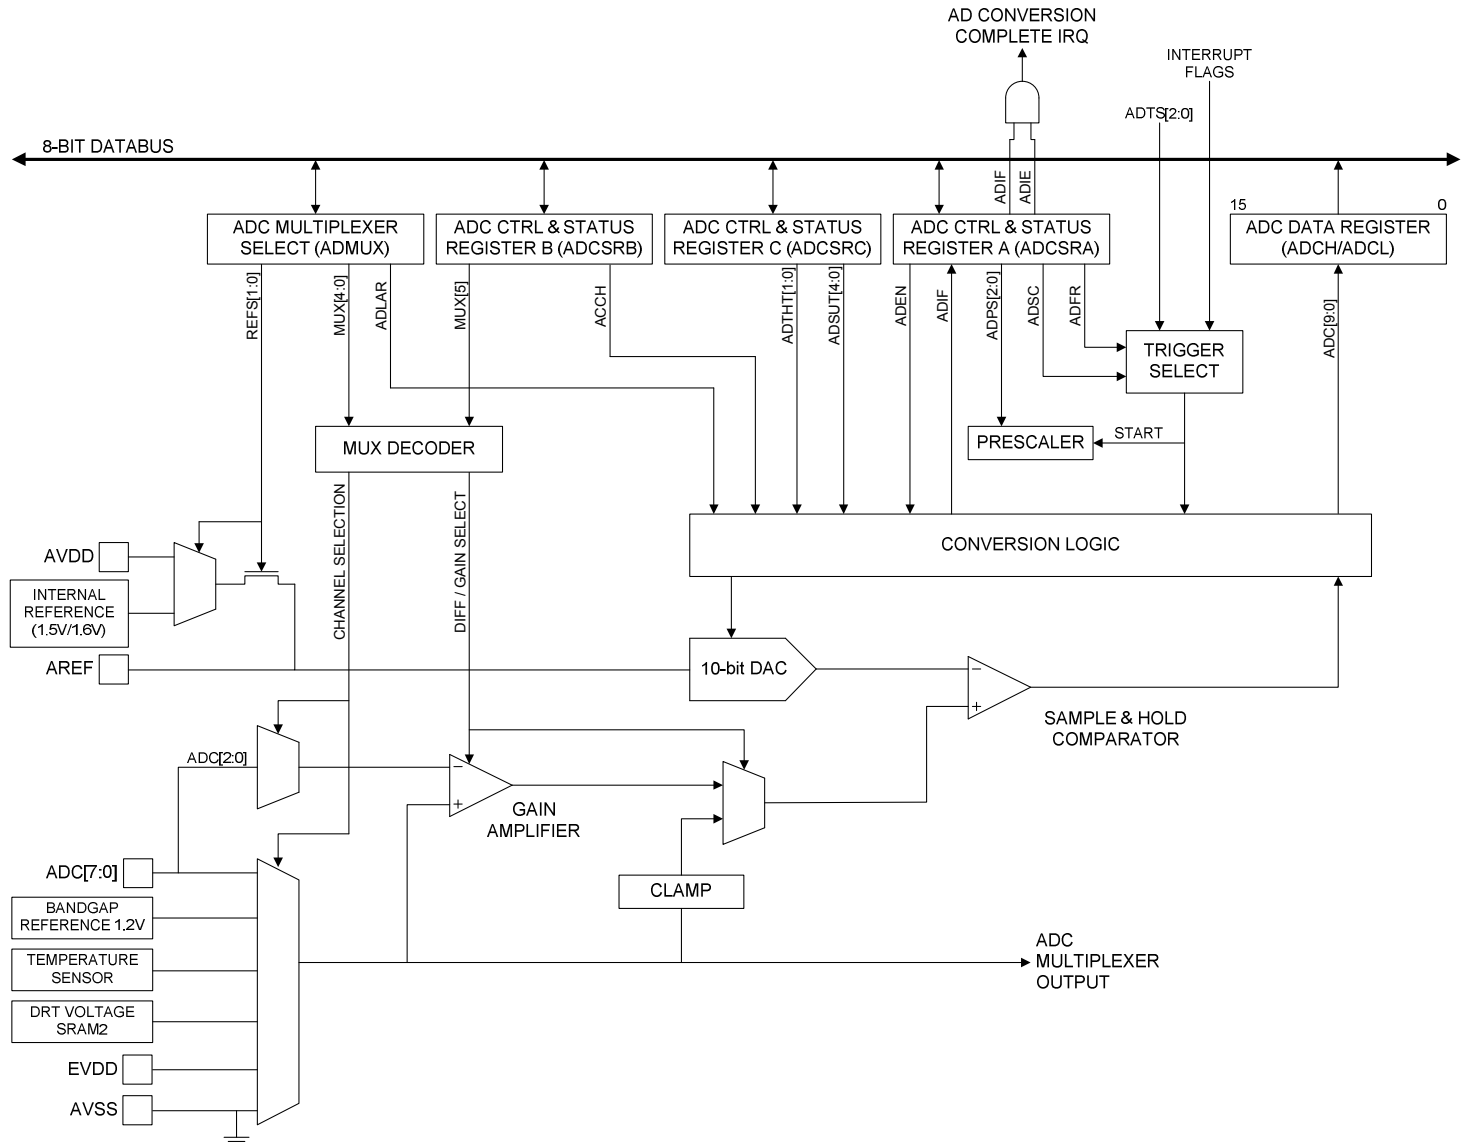 AD CONVERSION
COMPLETE IRQ
INTERRUPT
FLAGS
ADTS[2:0]
8-BIT DATABUS
ADIF
ADIE
15
0
ADC MULTIPLEXER
SELECT (ADMUX)
ADC CTRL & STATUS
REGISTER B (ADCSRB)
ADC CTRL & STATUS
REGISTER C (ADCSRC)
ADC CTRL & STATUS
REGISTER A (ADCSRA)
ADC DATA REGISTER
(ADCH/ADCL)
REFS[1:0]
MUX[4:0]
ADLAR
MUX[5]
ACCH
ADTHT[1:0]
ADSUT[4:0]
ADEN
ADIF
ADPS[2:0]
ADSC
ADFR
ADC[9:0]
TRIGGER
SELECT
MUX DECODER
PRESCALER
START
CHANNEL SELECTION
DIFF / GAIN SELECT
CONVERSION LOGIC
AVDD
INTERNAL
REFERENCE
(1.5V/1.6V)
AREF
10-bit DAC
−
+
SAMPLE & HOLD
COMPARATOR
ADC[2:0]
−
+
GAIN
AMPLIFIER
ADC[7:0]
CLAMP
BANDGAP
REFERENCE 1.2V
ADC
MULTIPLEXER
OUTPUT
TEMPERATURE
SENSOR
DRT VOLTAGE
SRAM2
EVDD
AVSS